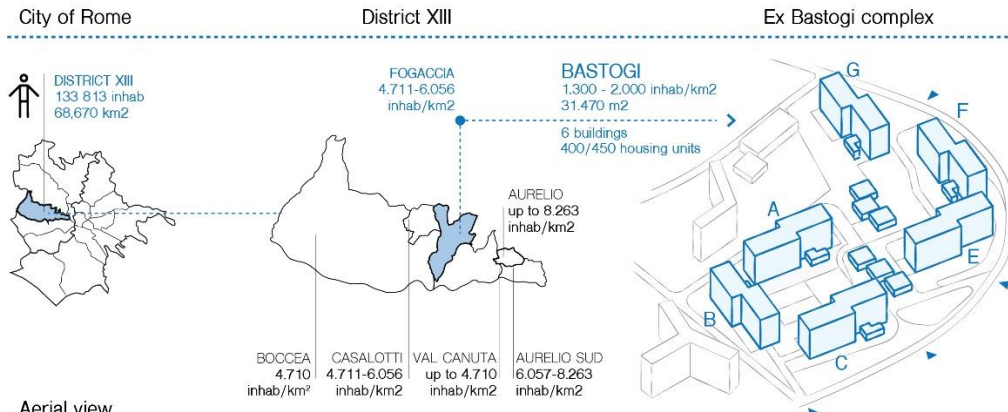 City of Rome
District XIII
Ex Bastogi complex
DISTRICT XIII
133 813 inhab
68,670 km2
FOGACCIA
4.711-6.056
inhab/km2
BASTOGI
1.300 - 2.000 inhab/km2
31.470 m2
6 buildings
400/450 housing units
AURELIO
up to 8.263
inhab/km2
BOCCEA
4.710
inhab/km²
CASALOTTI
4.711-6.056
inhab/km2
VAL CANUTA
up to 4.710
inhab/km2
AURELIO SUD
6.057-8.263
inhab/km2
G
F
A
E
B
C
Aerial view